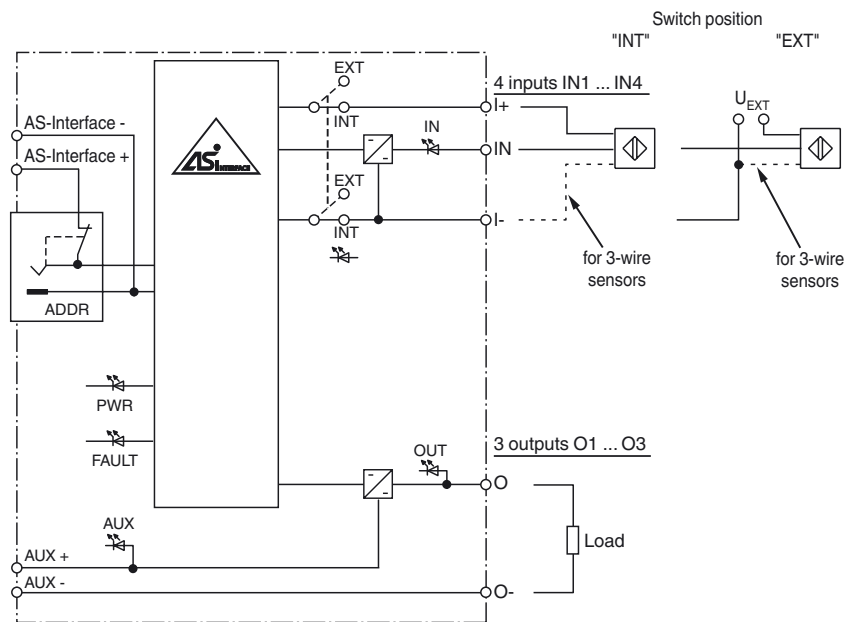 Switch position
"INT" "EXT"
EXT
4 inputs IN1 ... IN4
U EXT
I+
INT
IN
AS-Interface -
IN
AS-Interface +
ASi INTERFACE
EXT
I-
INT
for 3-wire
sensors
for 3-wire
sensors
ADDR
PWR
FAULT
OUT
3 outputs O1 ... O3
O
AUX
Load
AUX +
AUX -
O-